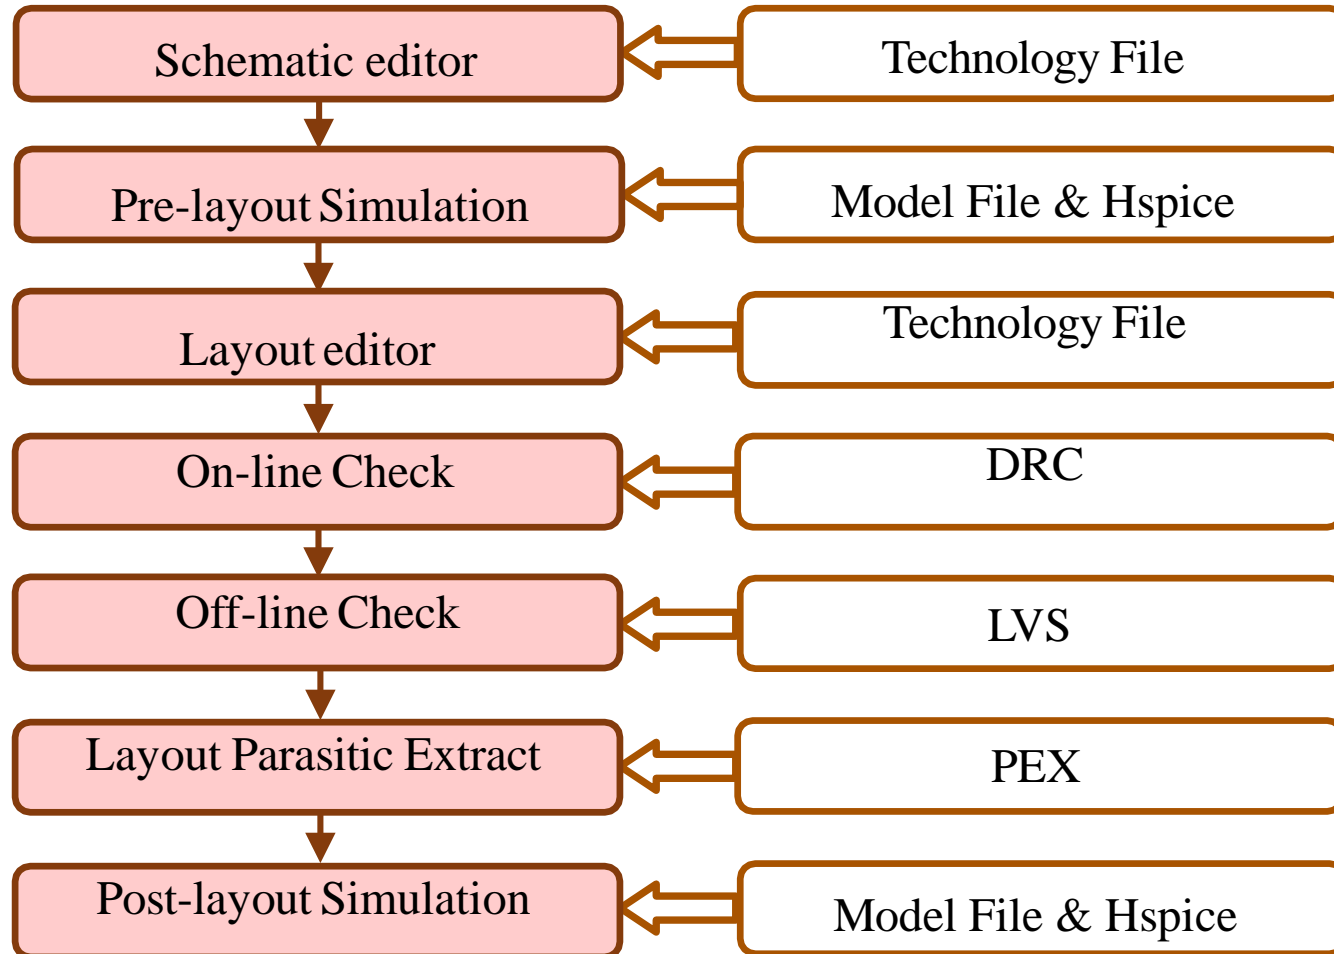 Schematic editor
Technology File
Pre-layout Simulation
Model File & Hspice
Layout editor
Technology File
On-line Check
DRC
Off-line Check
LVS
Layout Parasitic Extract
PEX
Post-layout Simulation
Model File & Hspice